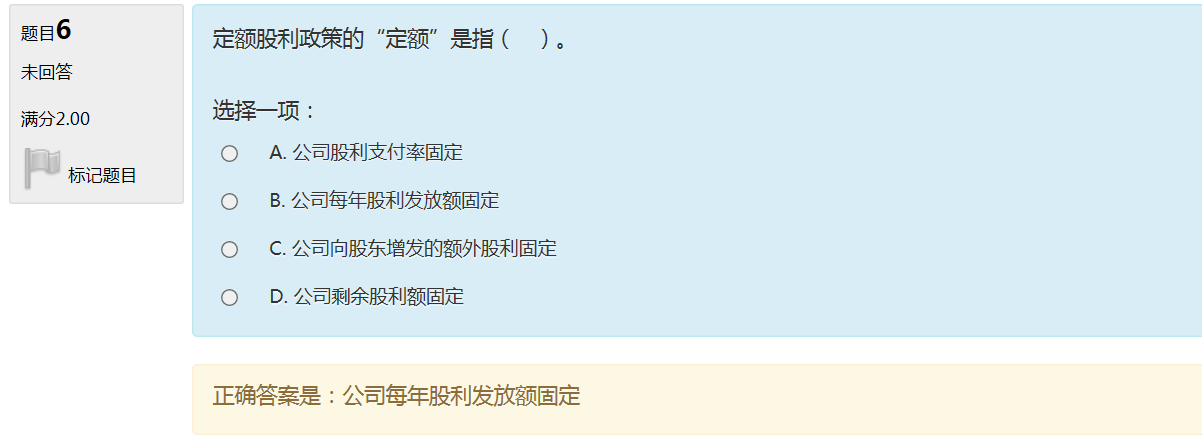 题目6
未回答
满分2.00
标记题目
定额股利政策的“定额”是指（　）。
选择一项：
A. 公司股利支付率固定
B. 公司每年股利发放额固定
C. 公司向股东增发的额外股利固定
D. 公司剩余股利额固定
正确答案是：公司每年股利发放额固定